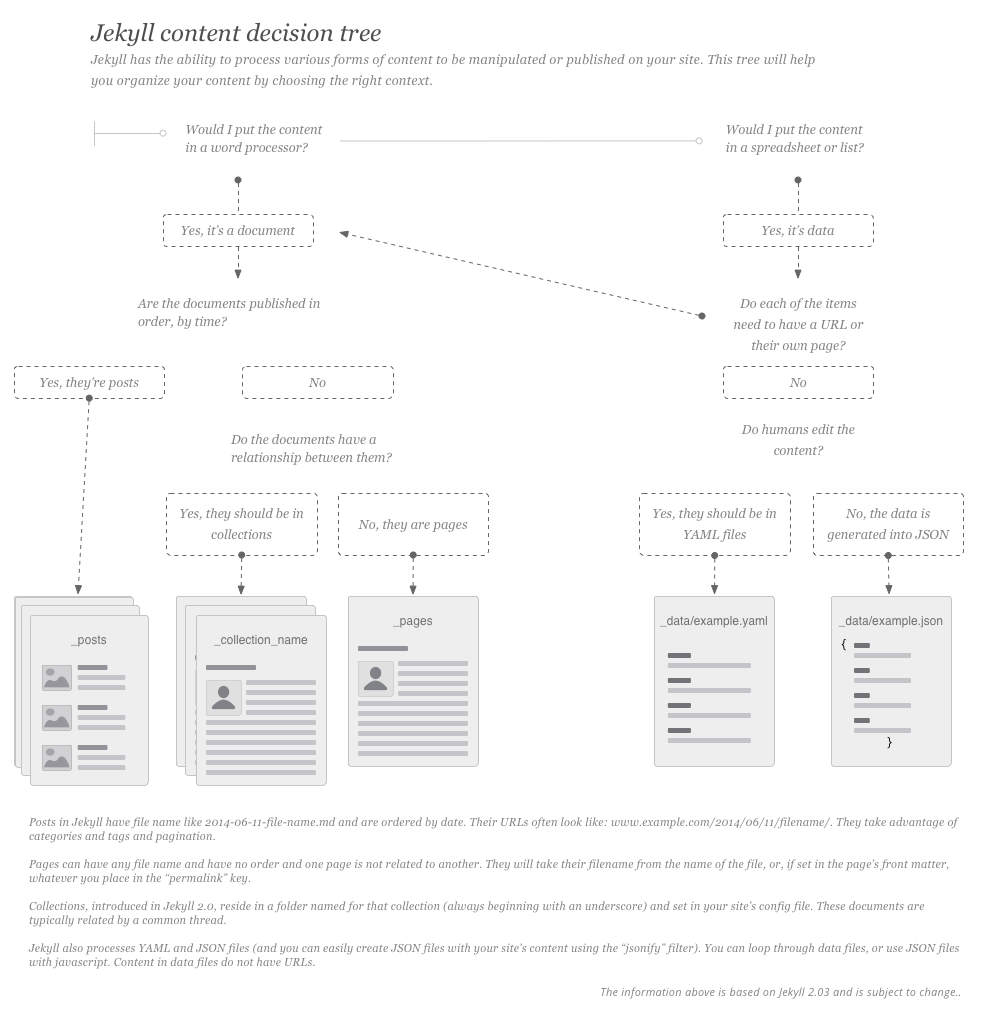 Jekyll content decision tree
Jekyll has the ability to process various forms of content to be manipulated or published on your site. This tree will help
you organize your content by choosing the right context.
Would I put the content
in a word processor?
Would I put the content
in a spreadsheet or list?
Yes, it's a document
Yes, it's data
Are the documents published in
order, by time?
Do each of the items
need to have a URL or
their own page?
Yes, they're posts
No
No
Do the documents have a
relationship between them?
Do humans edit the
content?
Yes, they should be in
collections
No, they are pages
Yes, they should be in
YAML files
No, the data is
generated into JSON
_posts
_collection_name
_pages
_data/example.yaml
_data/example.json
{
}
Posts in Jekyll have file name like 2014-06-11-file-name.md and are ordered by date. Their URLs often look like: www.example.com/2014/06/11/filename/. They take advantage of
categories and tags and pagination.
Pages can have any file name and have no order and one page is not related to another. They will take their filename from the name of the file, or, if set in the page's front matter,
whatever you place in the “permalink” key.
Collections, introduced in Jekyll 2.0, reside in a folder named for that collection (always beginning with an underscore) and set in your site's config file. These documents are
typically related by a common thread.
Jekyll also processes YAML and JSON files (and you can easily create JSON files with your site's content using the “jsonify” filter). You can loop through data files, or use JSON files
with javascript. Content in data files do not have URLs.
The information above is based on Jekyll 2.03 and is subject to change..